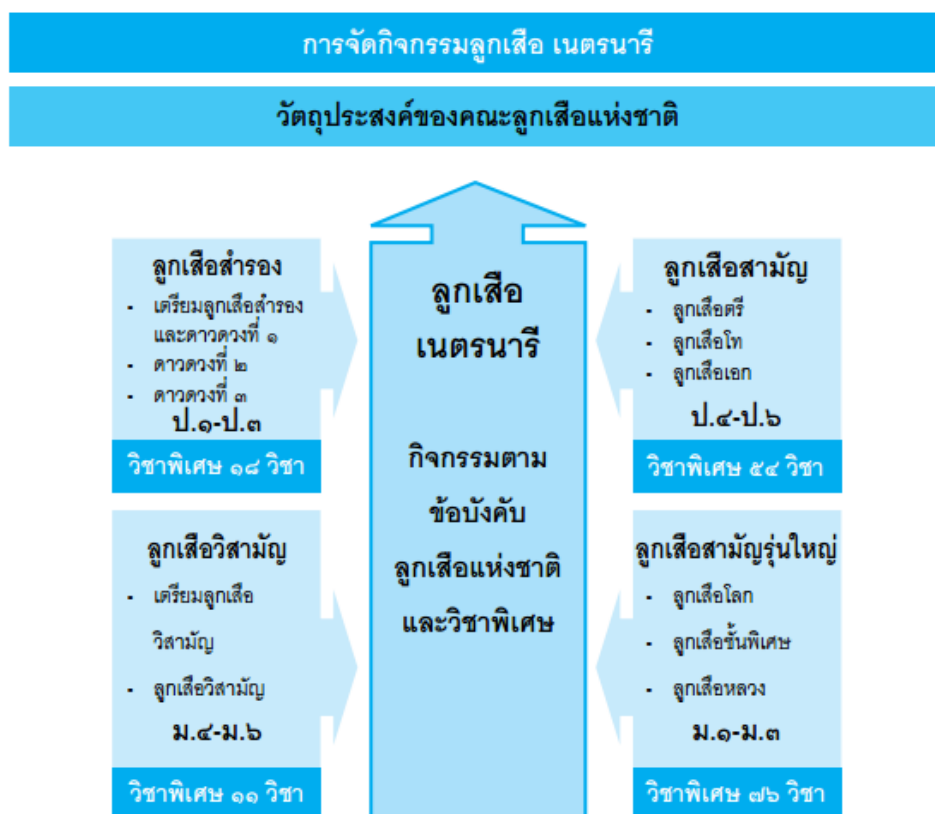 การจัดกิจกรรมลูกเสือ เนตรนารี
วัตถุประสงค์ของคณะลูกเสือแห่งชาติ
ลูกเสือสำรอง
- เตรียมลูกเสือสำรอง
และดาวดวงที่ ๑
- ดาวดวงที่ ๒
- ดาวดวงที่ ๓
ป.๑-ป.๓
วิชาพิเศษ ๑๘ วิชา
ลูกเสือ
เนตรนารี
กิจกรรมตาม
ข้อบังคับ
ลูกเสือแห่งชาติ
และวิชาพิเศษ
ลูกเสือสามัญ
- ลูกเสือตรี
- ลูกเสือโท
- ลูกเสือเอก
ป.๔-ป.๖
วิชาพิเศษ ๕๔ วิชา
ลูกเสือวิสามัญ
- เตรียมลูกเสือ
วิสามัญ
- ลูกเสือวิสามัญ
ม.๔-ม.๖
วิชาพิเศษ ๑๑ วิชา
ลูกเสือสามัญรุ่นใหญ่
- ลูกเสือโลก
- ลูกเสือชั้นพิเศษ
- ลูกเสือหลวง
ม.๑-ม.๓
วิชาพิเศษ ๗๖ วิชา